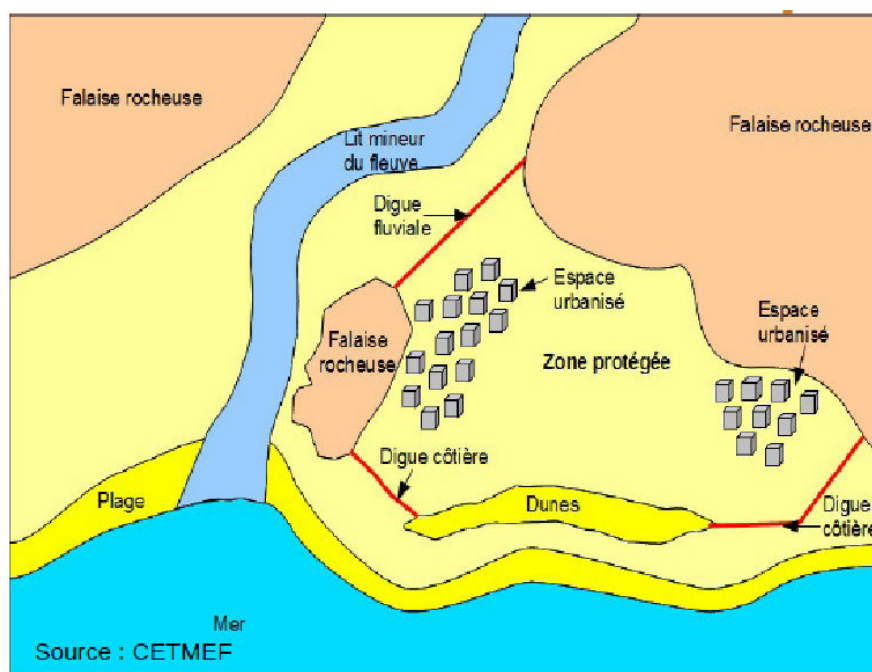 Falaise rocheuse
Lit mineur
du fleuve
Falaise rocheuse
Digue
fluviale
Espace
urbanisé
Espace
urbanisé
Falaise
rocheuse
Zone protégée
Digue côtière
Plage
Dunes
Digue
côtière
Mer
Source : CETMEF